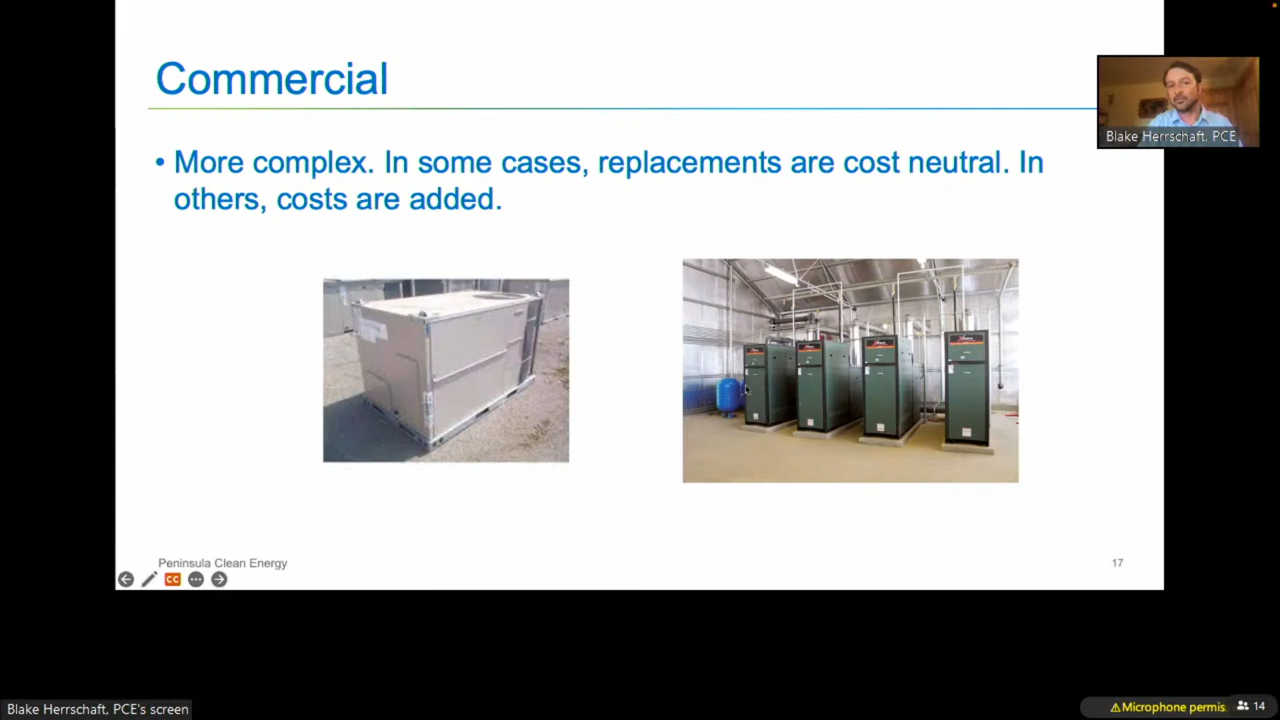 Commercial
• More complex. In some cases, replacements are cost neutral. In
others, costs are added.
Blake Herrschaft, PCE
Peninsula Clean Energy
17
CC
Blake Herrschaft, PCE's screen
Microphone permis
14